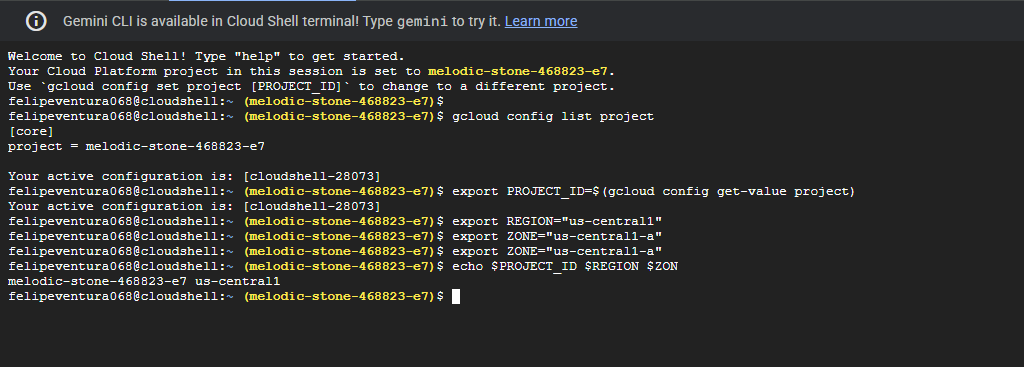 Gemini CLI is available in Cloud Shell terminal! Type gemini to try it. Learn more
Welcome to Cloud Shell! Type "help" to get started.
Your Cloud Platform project in this session is set to melodic-stone-468823-e7.
Use `gcloud config set project [PROJECT_ID]` to change to a different project.
felipeventura068@cloudshell:~ (melodic-stone-468823-e7)$
felipeventura068@cloudshell:~ (melodic-stone-468823-e7)$ gcloud config list project
[core]
project = melodic-stone-468823-e7
Your active configuration is: [cloudshell-28073]
felipeventura068@cloudshell:~ (melodic-stone-468823-e7)$ export PROJECT_ID=$(gcloud config get-value project)
Your active configuration is: [cloudshell-28073]
felipeventura068@cloudshell:~ (melodic-stone-468823-e7)$ export REGION="us-central1"
felipeventura068@cloudshell:~ (melodic-stone-468823-e7)$ export ZONE="us-central1-a"
felipeventura068@cloudshell:~ (melodic-stone-468823-e7)$ export ZONE="us-central1-a"
felipeventura068@cloudshell:~ (melodic-stone-468823-e7)$ echo $PROJECT_ID $REGION $ZON
melodic-stone-468823-e7 us-central1
felipeventura068@cloudshell:~ (melodic-stone-468823-e7)$